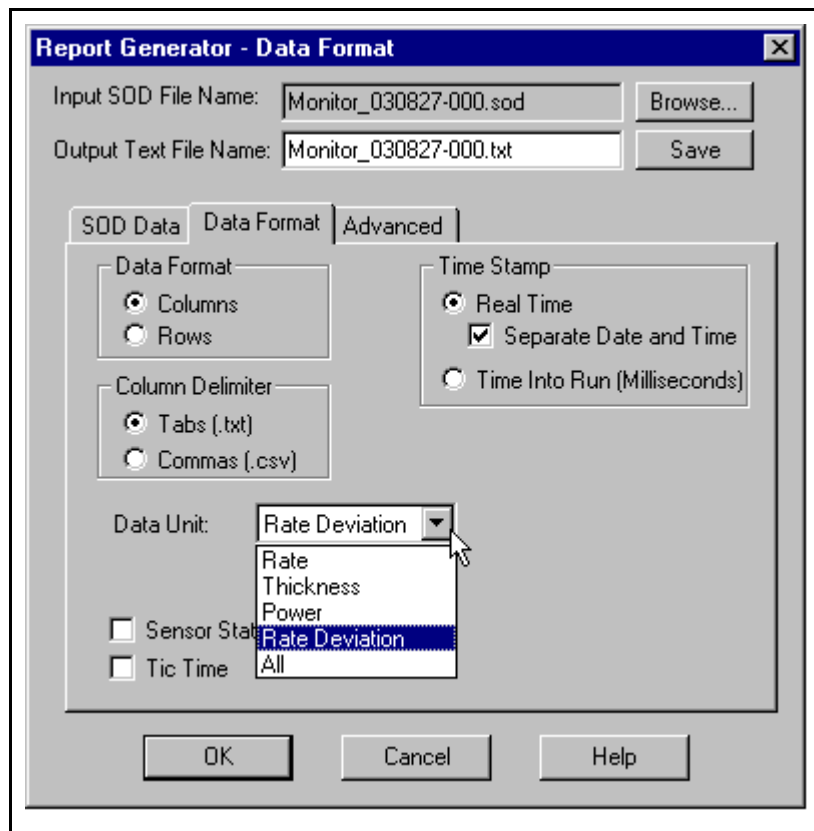 Report Generator - Data Format
Input SOD File Name: Monitor_030827-000.sod Browse...
Output Text File Name: Monitor_030827-000.txt Save
SOD Data Data Format Advanced
Data Format
Columns
Rows
Time Stamp
Real Time
Separate Date and Time
Time Into Run (Milliseconds)
Column Delimiter
Tabs (.txt)
Commas (.csv)
Data Unit: Rate Deviation
Rate
Thickness
Power
Rate Deviation
All
Sensor Stat
Tic Time
OK Cancel Help